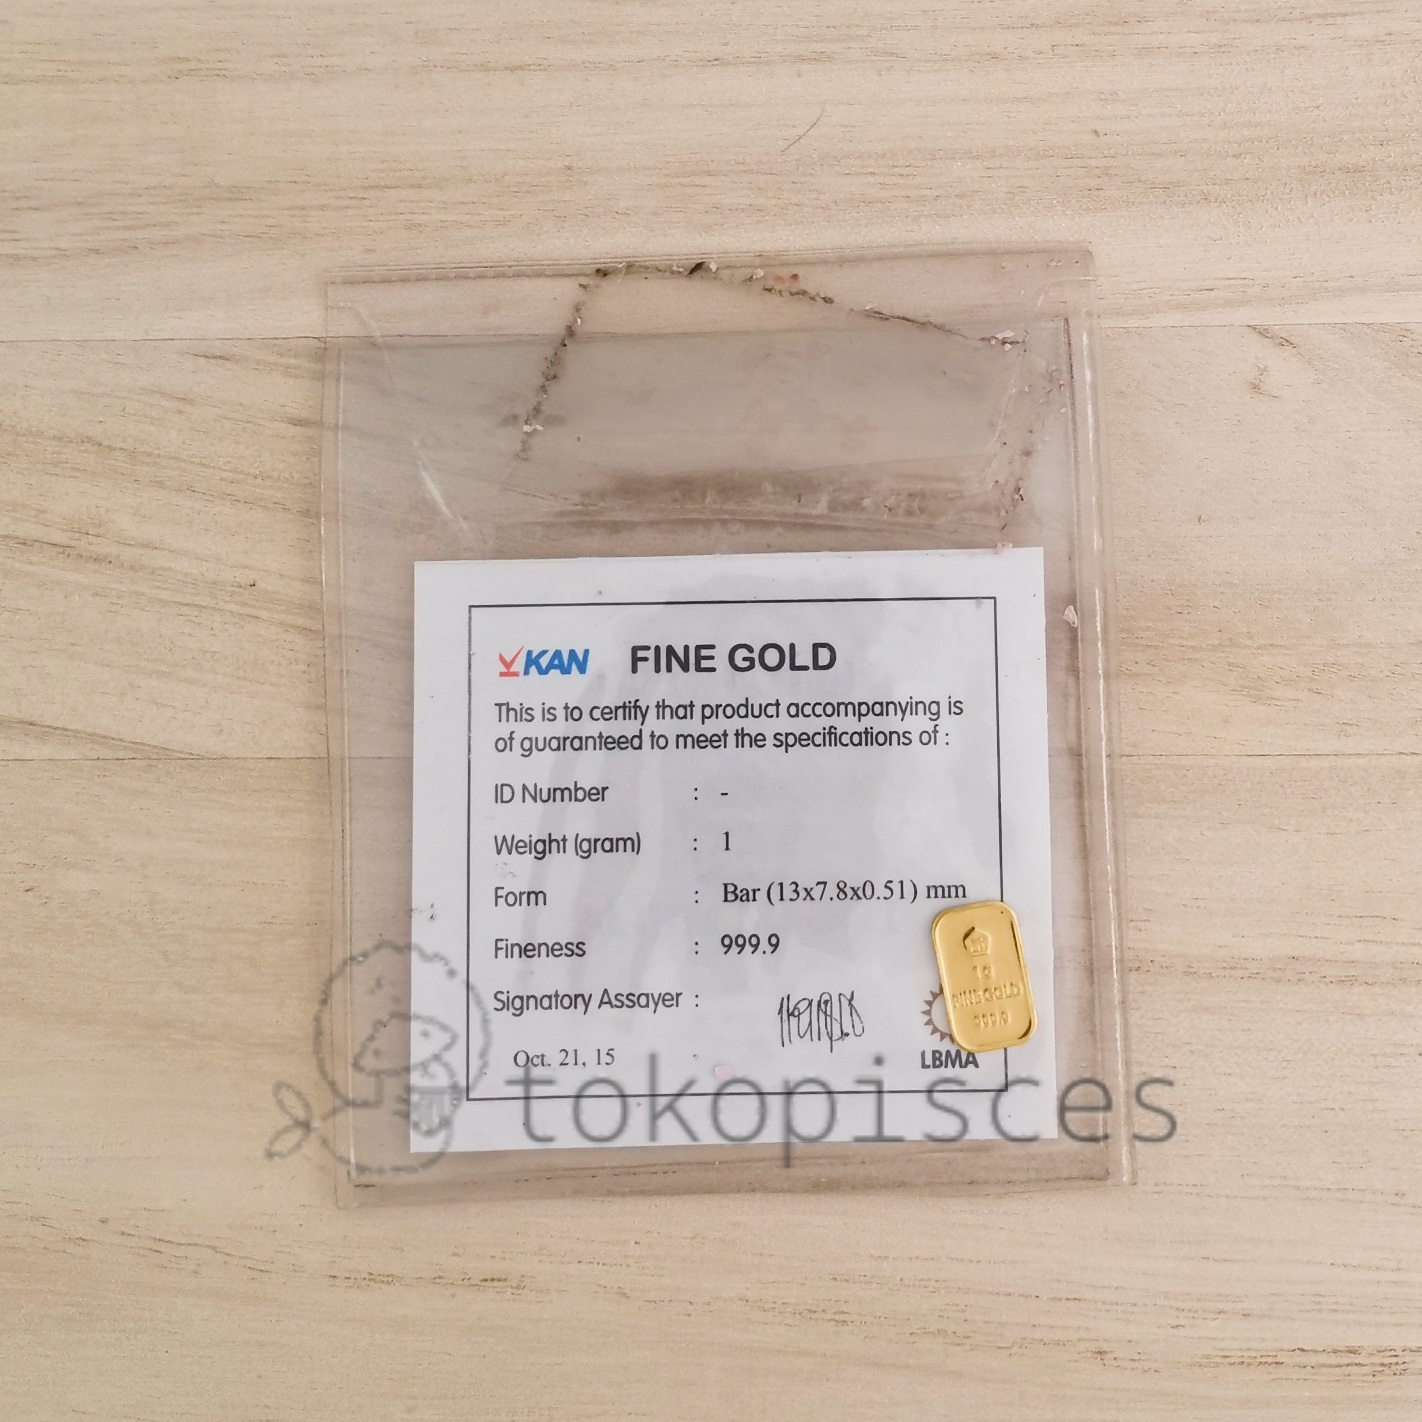 KAN FINE GOLD
This is to certify that product accompanying is
of guaranteed to meet the specifications of :
ID Number : -
Weight (gram) : 1
Form : Bar (13x7.8x0.51) mm
Fineness : 999.9
Signatory Assayer :
Oct. 21, 15
LBMA
1 g
FINE GOLD
999.9
tokopisces